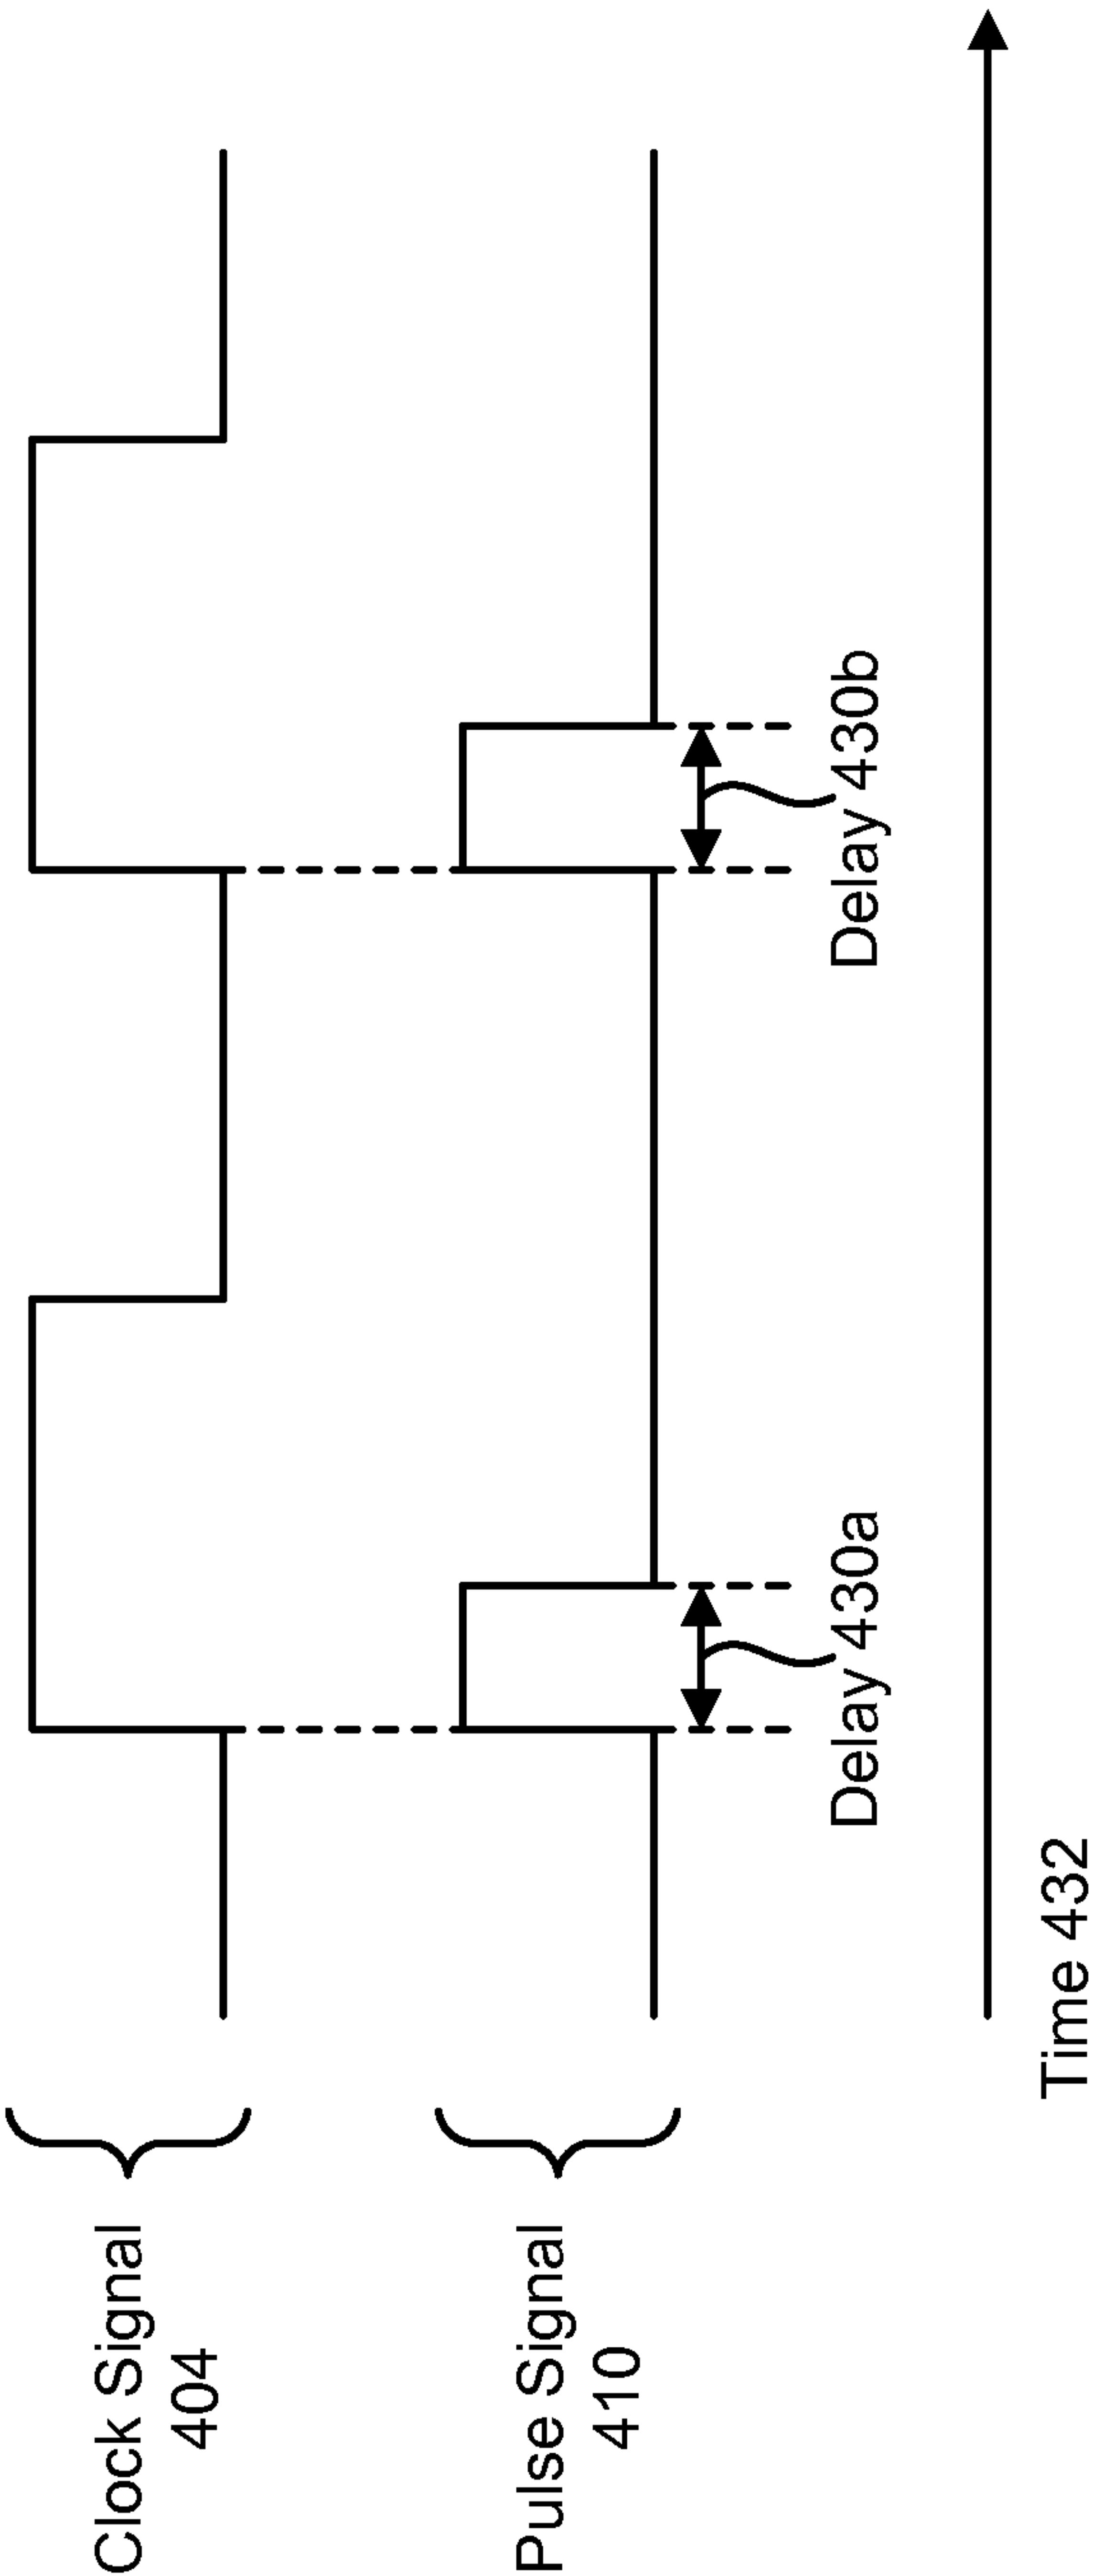 Clock Signal
404
Pulse Signal
410
Delay 430a
Delay 430b
Time 432